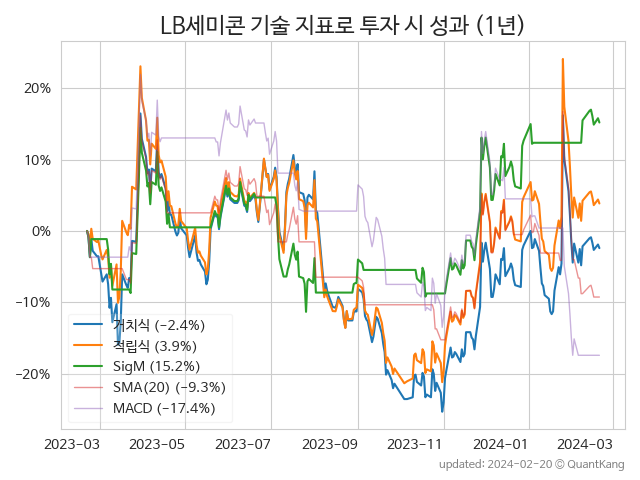 LB세미콘 기술 지표로 투자 시 성과 (1년)
20%
10%
0%
−10%
−20%
거치식 (−2.4%)
적립식 (3.9%)
SigM (15.2%)
SMA(20) (−9.3%)
MACD (−17.4%)
2023-03 2023-05 2023-07 2023-09 2023-11 2024-01 2024-03
updated: 2024-02-20 ⓒ QuantKang